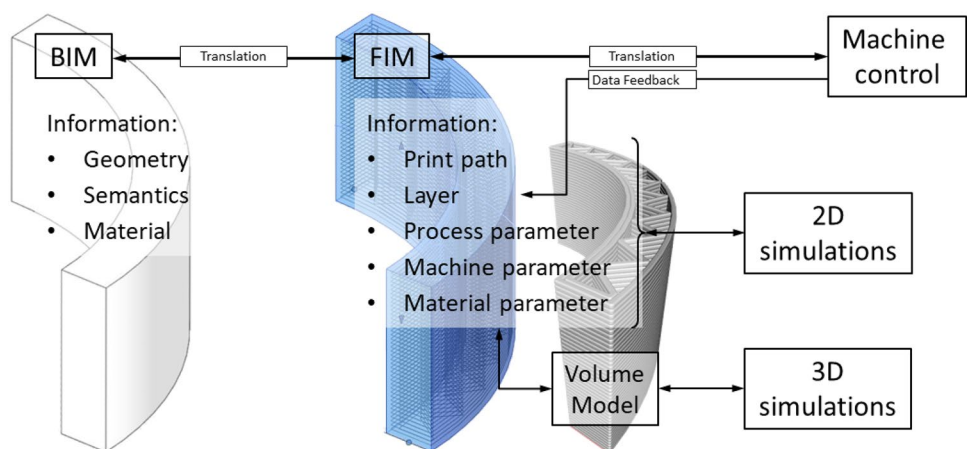 BIM
Translation
FIM
Translation
Data Feedback
Machine
control
Information:
• Geometry
• Semantics
• Material
Information:
• Print path
• Layer
• Process parameter
• Machine parameter
• Material parameter
2D
simulations
Volume
Model
3D
simulations